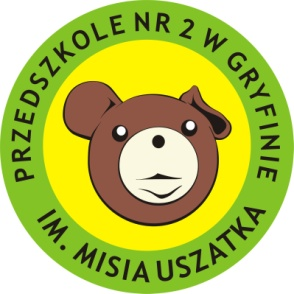 PRZEDSZKOLE NR 2 W GRYFINIE
IM. MISIA USZATKA